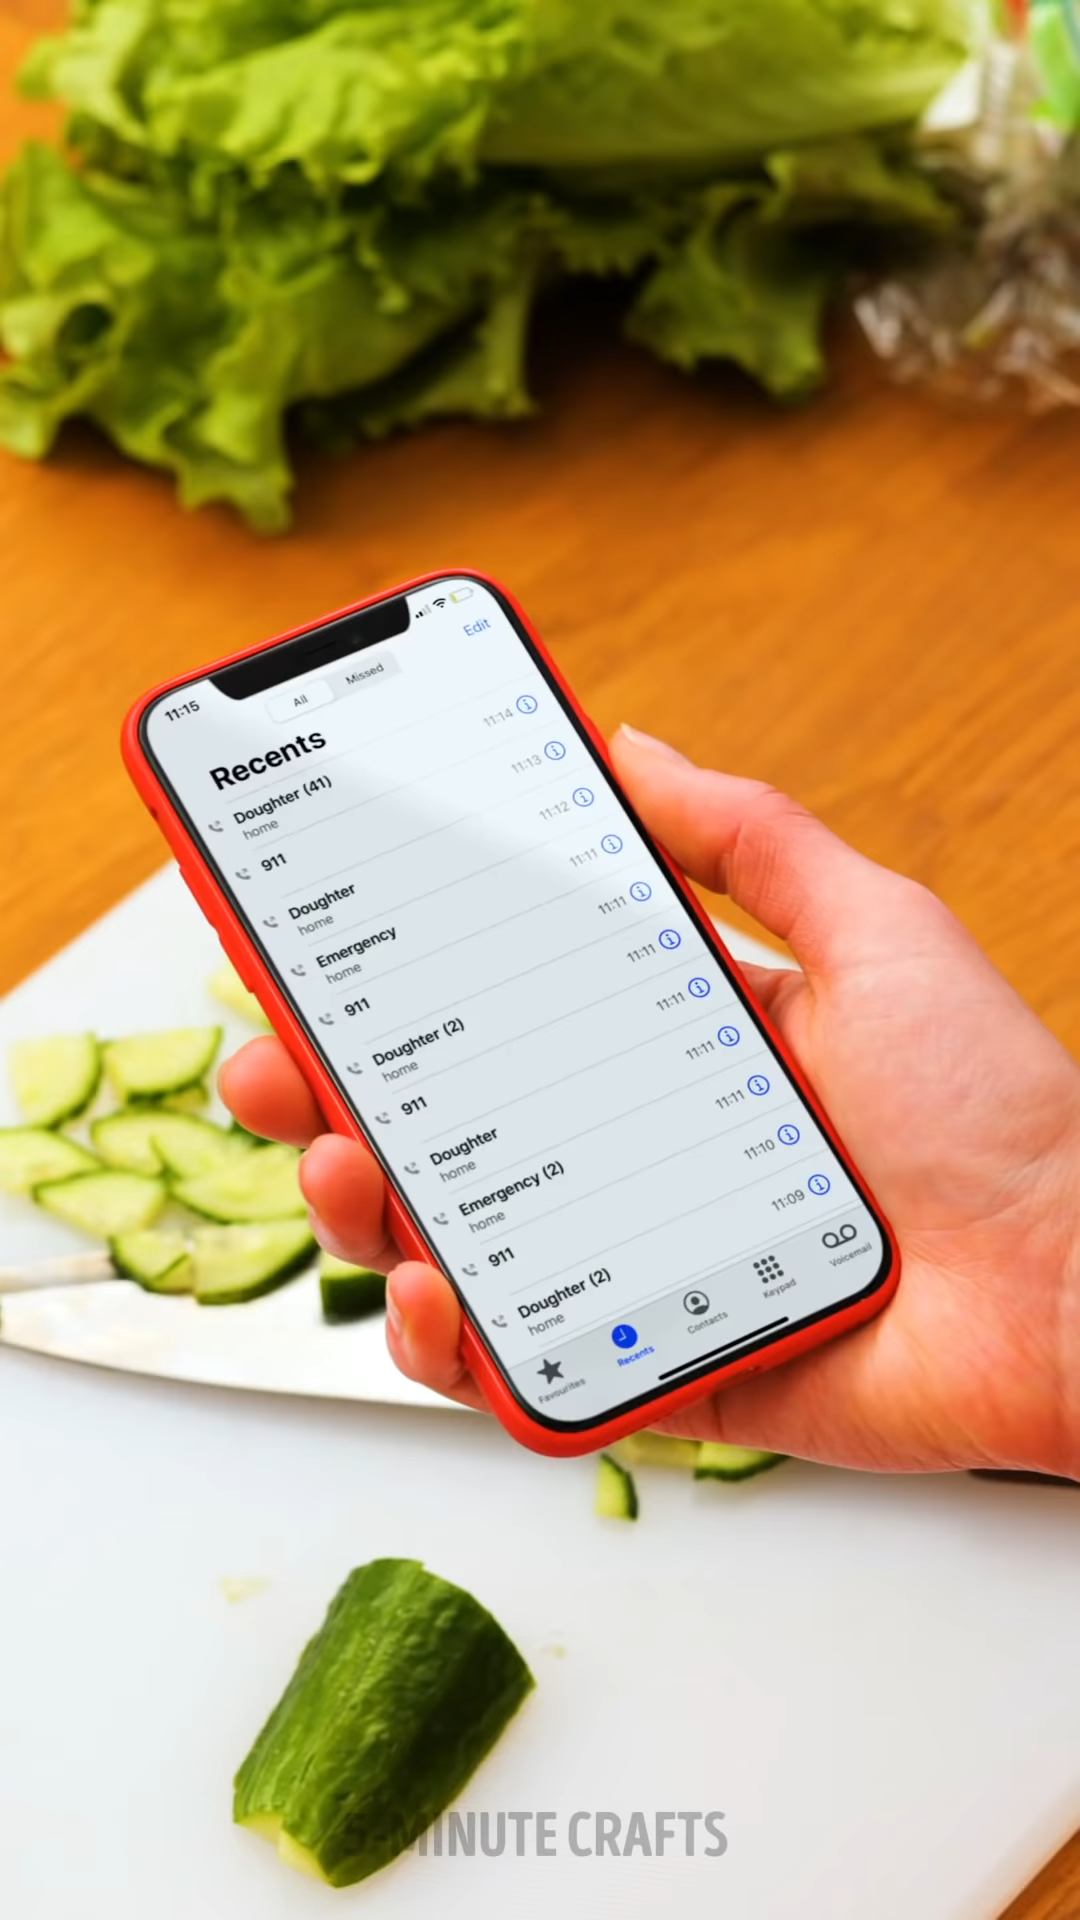 11:15
All Missed
Edit
Recents
Doughter (41)
home
11:14
911
11:13
Doughter
home
11:12
Emergency
home
11:11
911
11:11
Doughter (2)
home
11:11
911
11:11
Doughter
home
11:11
Emergency (2)
home
11:11
911
11:10
Doughter (2)
home
11:09
Favourites
Recents
Contacts
Keypad
Voicemail
5-MINUTE CRAFTS